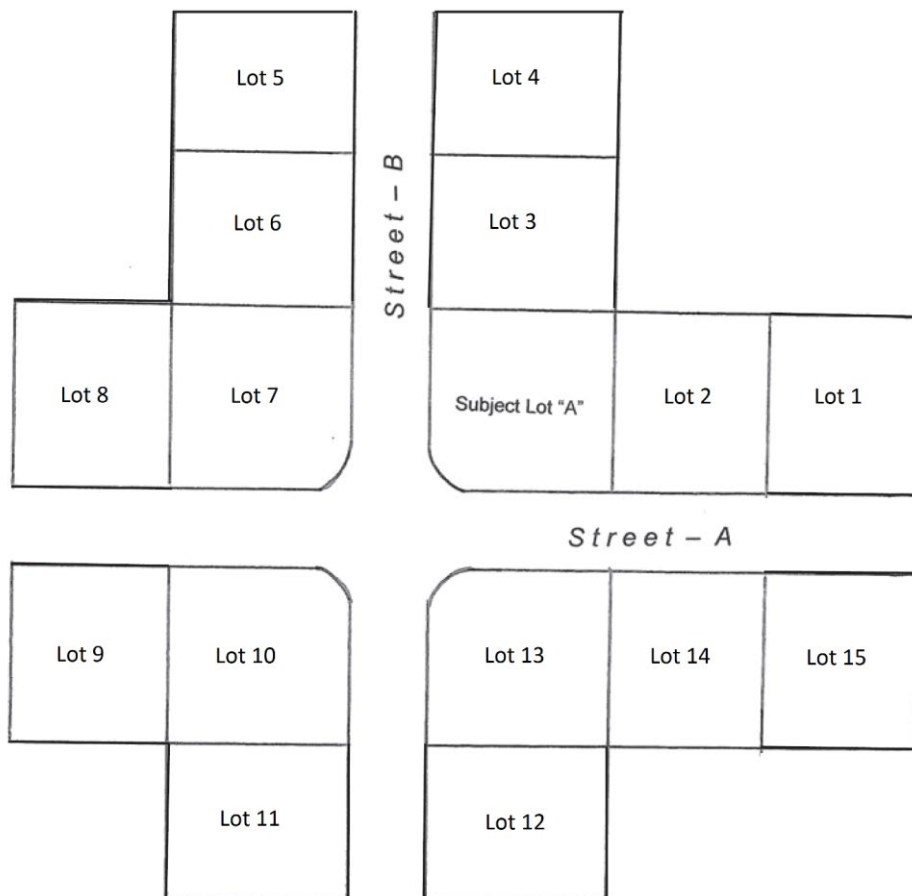 Lot 5
Lot 4
Street – B
Lot 6
Lot 3
Lot 8
Lot 7
Subject Lot "A"
Lot 2
Lot 1
Street – A
Lot 9
Lot 10
Lot 13
Lot 14
Lot 15
Lot 11
Lot 12